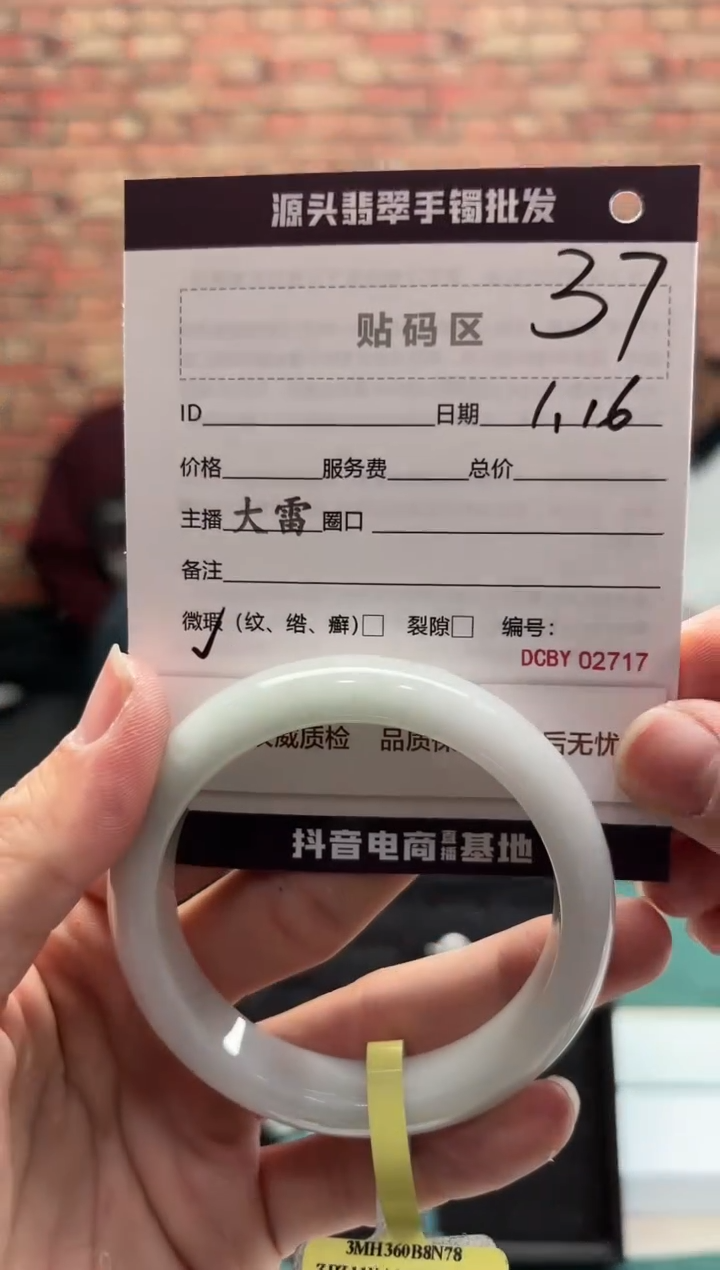 源头翡翠手镯批发
37
贴码区
ID 日期 1.16
价格 服务费 总价
主播 大雷 圈口
备注
微瑕（纹、绺、癣）□ 裂隙□ 编号：
DCBY 02717
威质检 品质保 后无忧
抖音电商直播基地
3MH360B8N78